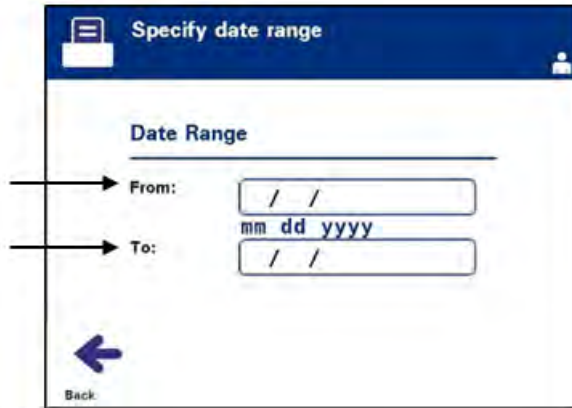 Specify date range
Date Range
From:
/ /
mm dd yyyy
To:
/ /
Back